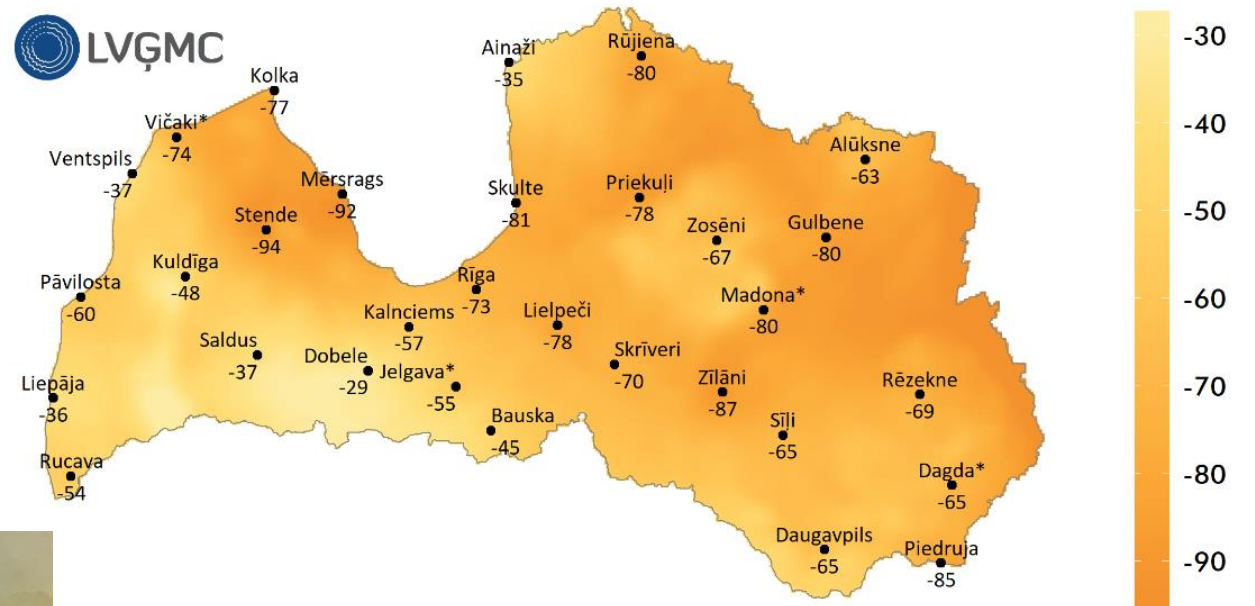 LVĢMC
Ainaži
-35
Rūjiena
-80
Kolka
-77
Vičaki*
-74
Ventspils
-37
Alūksne
-63
Mērsrags
-92
Skulte
-81
Priekuļi
-78
Stende
-94
Zosēni
-67
Gulbene
-80
Kuldīga
-48
Pāvilosta
-60
Rīga
-73
Madona*
-80
Kalnciems
-57
Lielpeči
-78
Saldus
-37
Dobele
-29
Jelgava*
-55
Skrīveri
-70
Zīlāni
-87
Rēzekne
-69
Liepāja
-36
Bauska
-45
Sīļi
-65
Rucava
-54
Dagda*
-65
Daugavpils
-65
Piedruja
-85
-30
-40
-50
-60
-70
-80
-90